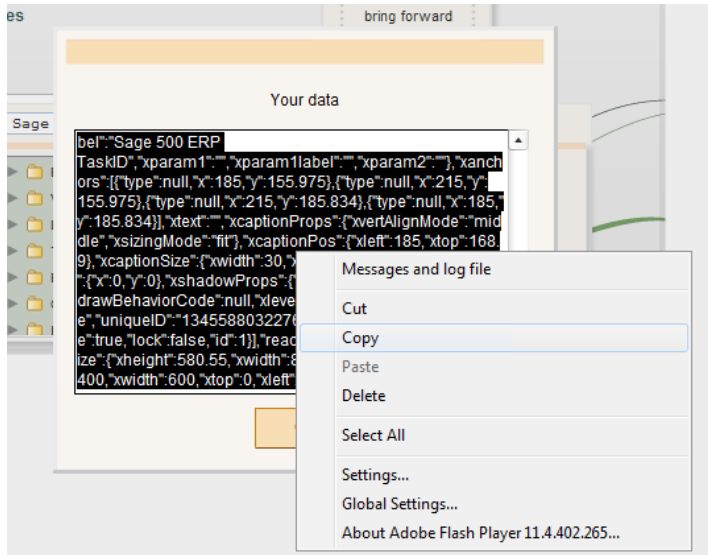 es
bring forward
Your data
Sage
bel":"Sage 500 ERP
TaskID","xparam1":"","xparam1label":"","xparam2":""},"xanch
ors":[{"type":null,"x":185,"y":155.975},{"type":null,"x":215,"y":
155.975},{"type":null,"x":215,"y":185.834},{"type":null,"x":185,"
y":185.834}],"xtext":"","xcaptionProps":{"xvertAlignMode":"mid
dle","xsizingMode":"fit"},"xcaptionPos":{"xleft":185,"xtop":168.
9},"xcaptionSize":{"xwidth":30,"x
":{"x":0,"y":0},"xshadowProps":{"
drawBehaviorCode":null,"xleve
e","uniqueID":"1345588032276
e":true,"lock":false,"id":1}],"reac
ize":{"xheight":580.55,"xwidth":8
400,"xwidth":600,"xtop":0,"xleft"
Messages and log file
Cut
Copy
Paste
Delete
Select All
Settings...
Global Settings...
About Adobe Flash Player 11.4.402.265...